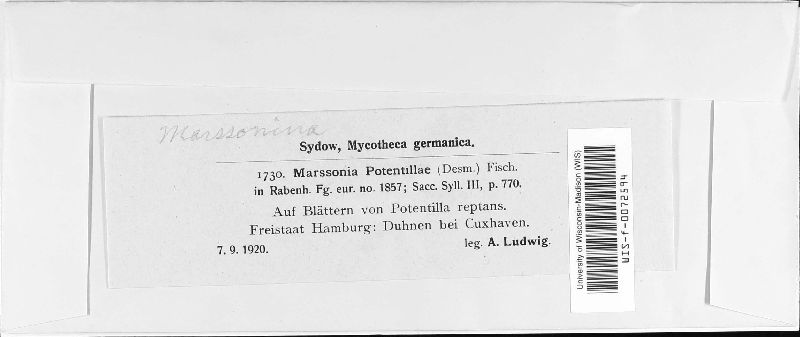 Marssonina
Sydow, Mycotheca germanica.
1730. Marssonia Potentillae (Desm.) Fisch.
in Rabenh. Fg. eur. no. 1857; Sacc. Syll. III, p. 770.
Auf Blättern von Potentilla reptans.
Freistaat Hamburg: Duhnen bei Cuxhaven.
7. 9. 1920. leg. A. Ludwig.
University of Wisconsin-Madison (WIS)
WIS-f-0072594